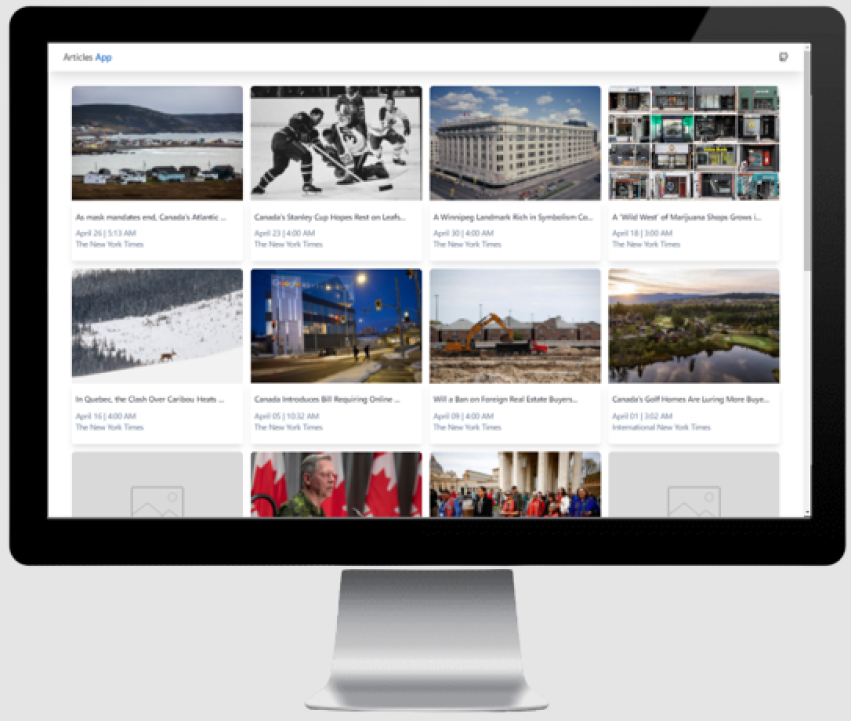 Articles App
As mask mandates end, Canada's Atlantic ...
April 26 | 5:13 AM
The New York Times
Canada's Stanley Cup Hopes Rest on Leafs...
April 23 | 4:00 AM
The New York Times
A Winnipeg Landmark Rich in Symbolism Co...
April 30 | 4:00 AM
The New York Times
A 'Wild West' of Marijuana Shops Grows i...
April 18 | 3:00 AM
The New York Times
In Quebec, the Clash Over Caribou Heats ...
April 16 | 4:00 AM
The New York Times
Canada Introduces Bill Requiring Online ...
April 05 | 10:32 AM
The New York Times
Will a Ban on Foreign Real Estate Buyers...
April 09 | 4:00 AM
The New York Times
Canada's Golf Homes Are Luring More Buye...
April 01 | 3:02 AM
International New York Times